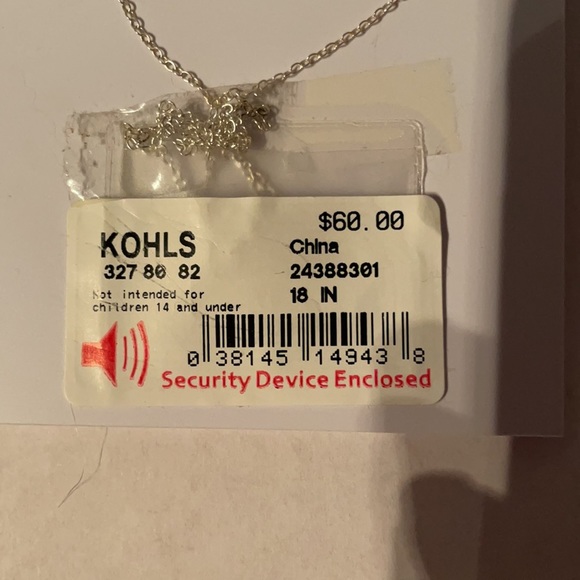 $60.00
KOHLS China
327 80 82 24388301
Not intended for 18 IN
children 14 and under
0 38145 14943 8
Security Device Enclosed